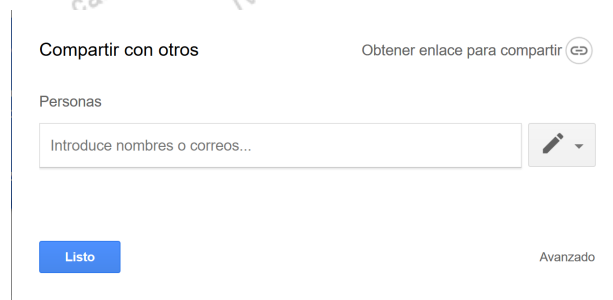 Compartir con otros
Obtener enlace para compartir
Personas
Introduce nombres o correos...
Listo
Avanzado